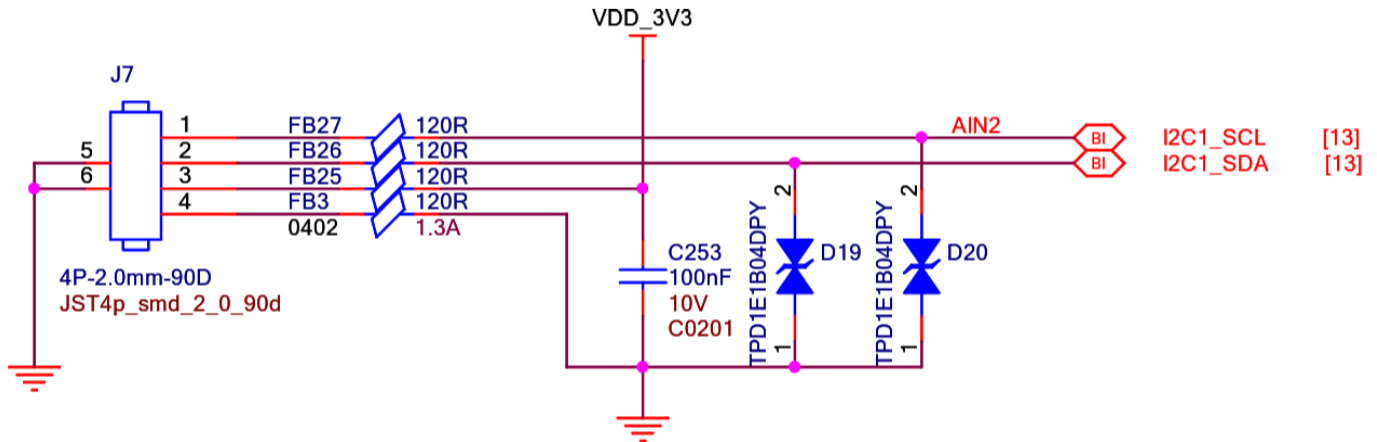 VDD_3V3
J7
1 FB27 120R AIN2 BI I2C1_SCL [13]
5 2 FB26 120R BI I2C1_SDA [13]
6 3 FB25 120R
4 FB3 120R
0402 1.3A
2 2
TPD1E1B04DPY D19 TPD1E1B04DPY D20
C253
100nF
10V
C0201
1 1
4P-2.0mm-90D
JST4p_smd_2_0_90d